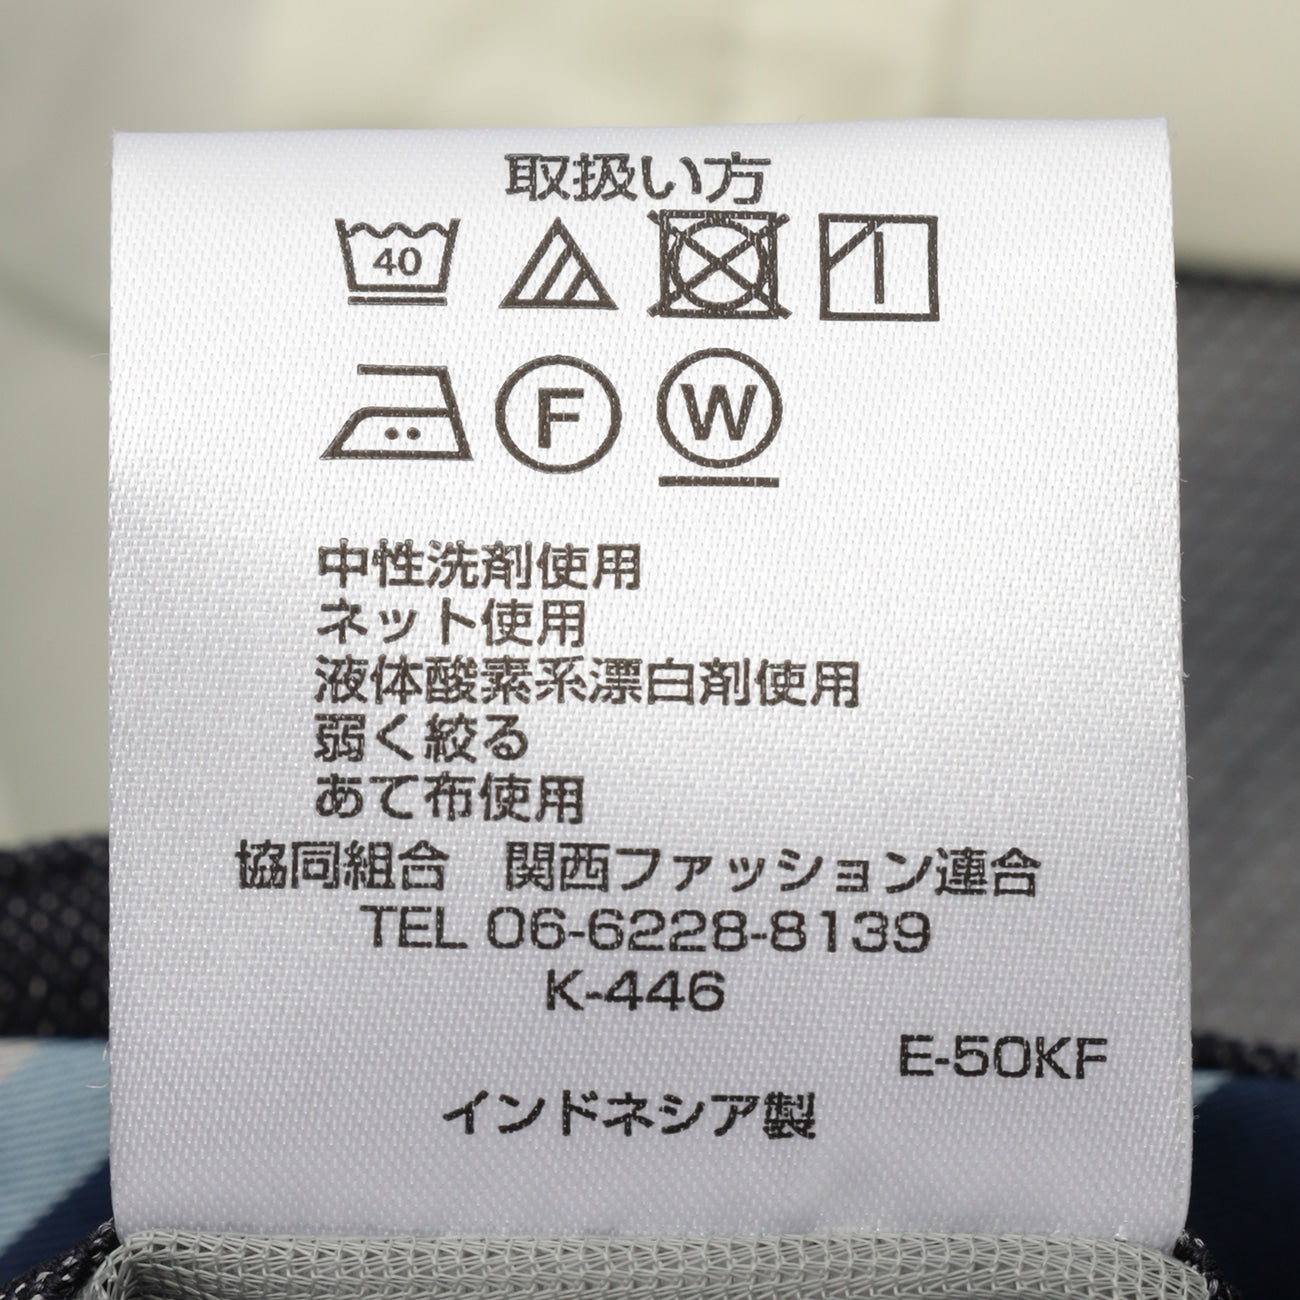 取扱い方
40
F W
中性洗剤使用
ネット使用
液体酸素系漂白剤使用
弱く絞る
あて布使用
協同組合　関西ファッション連合
TEL 06-6228-8139
K-446
E-50KF
インドネシア製